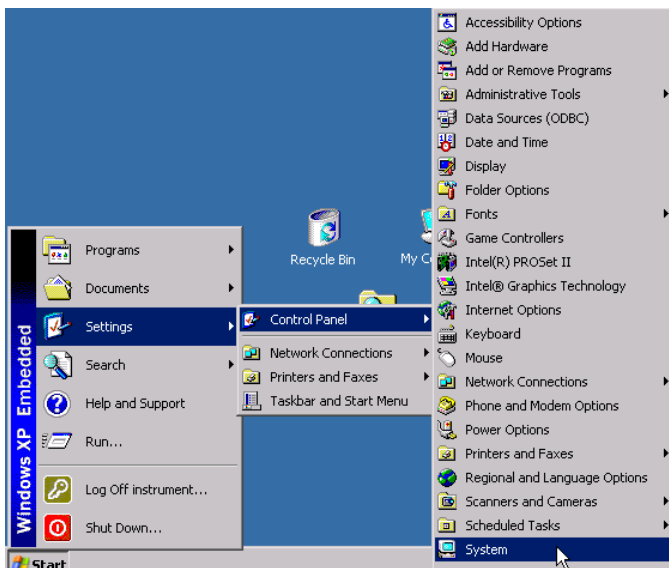 Recycle Bin
My C
Windows XP Embedded
Programs
Documents
Settings
Search
Help and Support
Run...
Log Off instrument...
Shut Down...
Start
Control Panel
Network Connections
Printers and Faxes
Taskbar and Start Menu
Accessibility Options
Add Hardware
Add or Remove Programs
Administrative Tools
Data Sources (ODBC)
Date and Time
Display
Folder Options
Fonts
Game Controllers
Intel(R) PROSet II
Intel® Graphics Technology
Internet Options
Keyboard
Mouse
Network Connections
Phone and Modem Options
Power Options
Printers and Faxes
Regional and Language Options
Scanners and Cameras
Scheduled Tasks
System